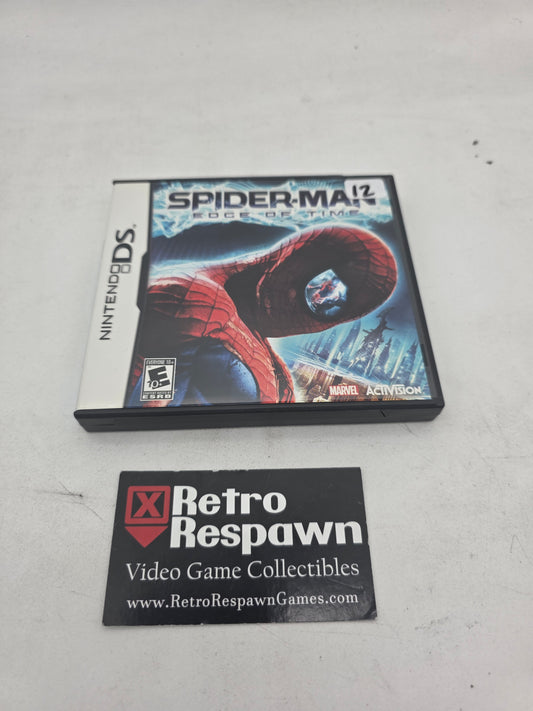 SPIDER-MAN
12
EDGE OF TIME
NINTENDO DS
EVERYONE 10+
E
10+
ESRB
MARVEL
ACTIVISION
X Retro
Respawn
Video Game Collectibles
www.RetroRespawnGames.com